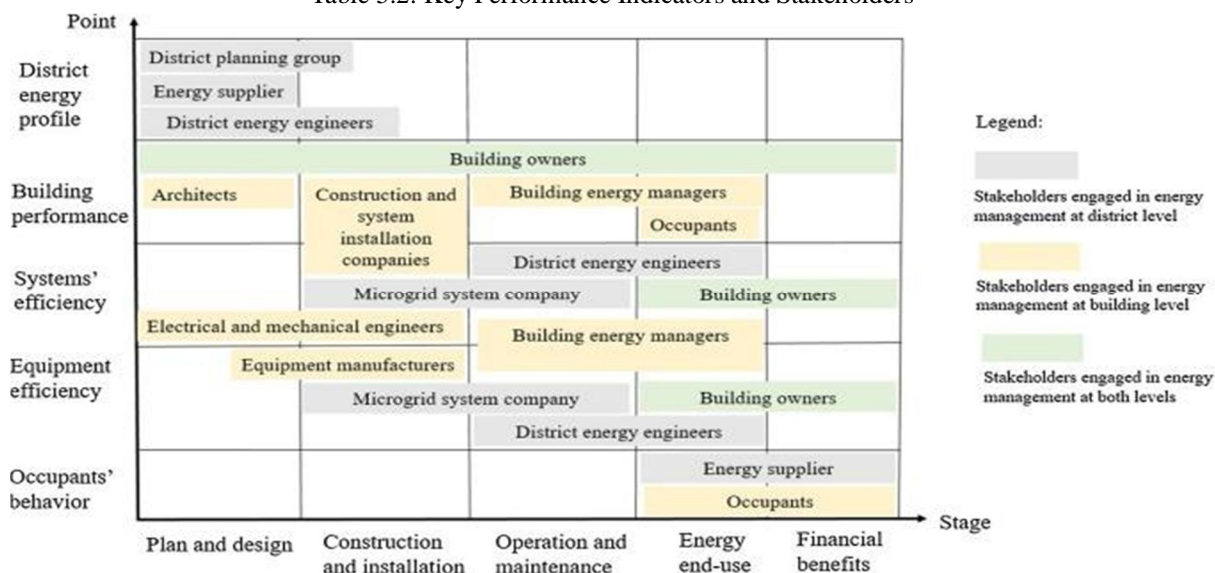 Table 3.2: Key Performance Indicators and Stakeholders
Point
District
energy
profile
District planning group
Energy supplier
District energy engineers
Building
performance
Building owners
Architects
Construction and
system
installation
companies
Building energy managers
Occupants
Systems'
efficiency
District energy engineers
Microgrid system company
Building owners
Electrical and mechanical engineers
Building energy managers
Equipment
efficiency
Equipment manufacturers
Microgrid system company
Building owners
District energy engineers
Occupants'
behavior
Energy supplier
Occupants
Stage
Plan and design
Construction
and installation
Operation and
maintenance
Energy
end-use
Financial
benefits
Legend:
Stakeholders engaged in energy
management at district level
Stakeholders engaged in energy
management at building level
Stakeholders engaged in energy
management at both levels